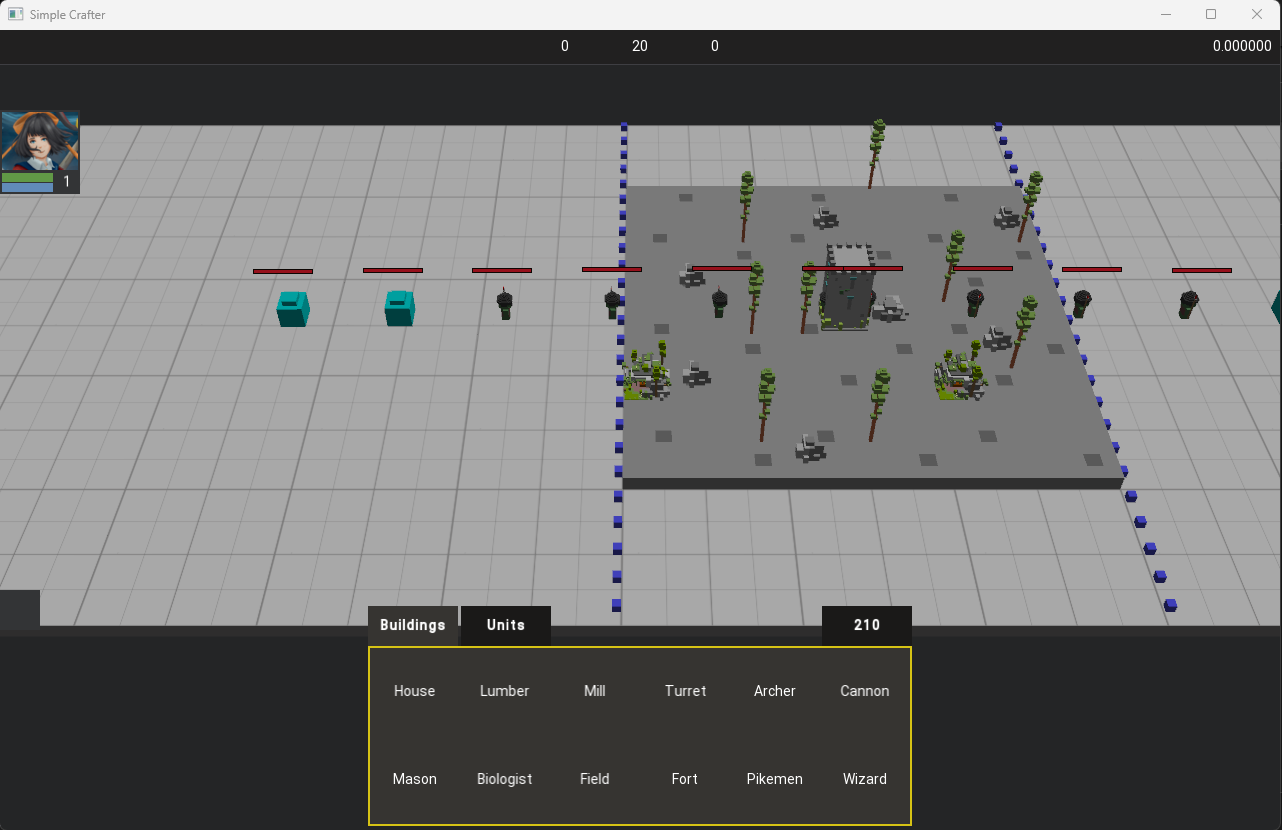 Simple Crafter
0 20 0 0.000000
1
Buildings Units 210
House Lumber Mill Turret Archer Cannon
Mason Biologist Field Fort Pikemen Wizard